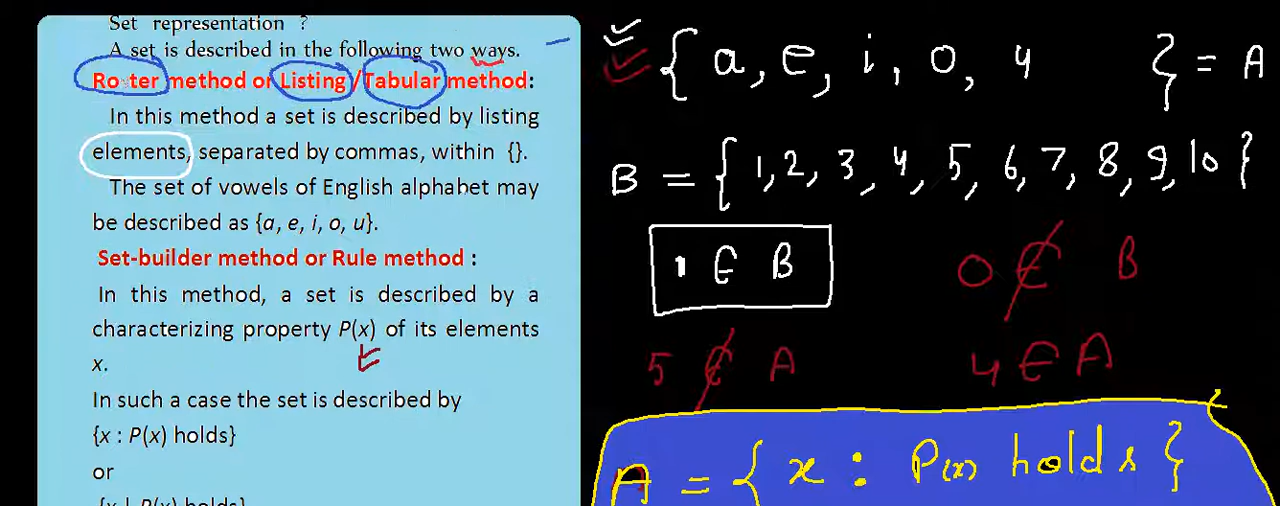 Set representation ?
A set is described in the following two ways.
Roster method or Listing /Tabular method:
In this method a set is described by listing
elements, separated by commas, within {}.
The set of vowels of English alphabet may
be described as {a, e, i, o, u}.
Set-builder method or Rule method :
In this method, a set is described by a
characterizing property P(x) of its elements
x.
In such a case the set is described by
{x : P(x) holds}
or
{x | P(x) holds}
{ a, e, i, o, 4 } = A
B = { 1, 2, 3, 4, 5, 6, 7, 8, 9, 10 }
1 ∈ B
0 ∉ B
5 ∉ A
4 ∈ A
A = { x : P(x) holds }